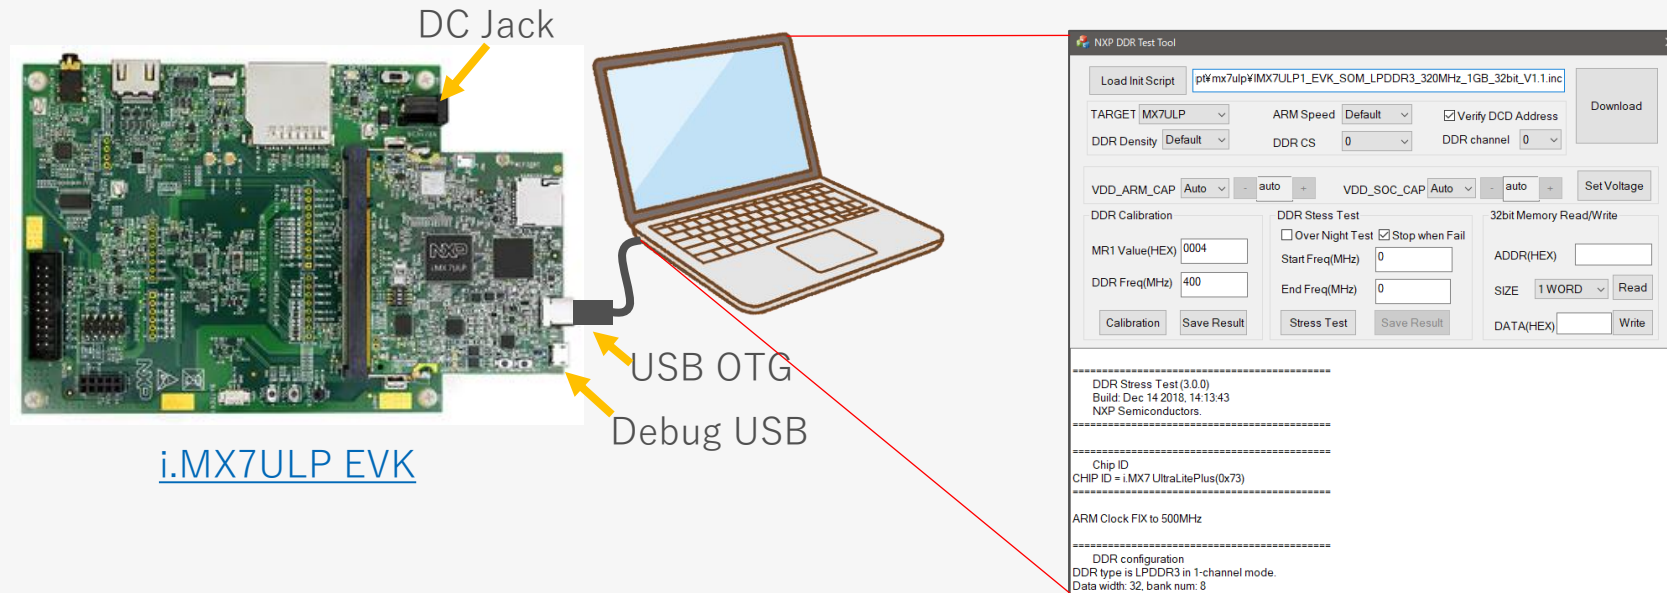 DC Jack
NXP
i.MX 7ULP
USB OTG
Debug USB
i.MX7ULP EVK
NXP
NXP DDR Test Tool
Load Init Script
pt¥mx7ulp¥IMX7ULP1_EVK_SOM_LPDDR3_320MHz_1GB_32bit_V1.1.inc
Download
TARGET MX7ULP ARM Speed Default Verify DCD Address
DDR Density Default DDR CS 0 DDR channel 0
VDD_ARM_CAP Auto - auto + VDD_SOC_CAP Auto - auto + Set Voltage
DDR Calibration
MR1 Value(HEX) 0004
DDR Freq(MHz) 400
Calibration Save Result
DDR Stess Test
Over Night Test Stop when Fail
Start Freq(MHz) 0
End Freq(MHz) 0
Stress Test Save Result
32bit Memory Read/Write
ADDR(HEX)
SIZE 1 WORD Read
DATA(HEX) Write
============================================
DDR Stress Test (3.0.0)
Build: Dec 14 2018, 14:13:43
NXP Semiconductors.
============================================
============================================
Chip ID
CHIP ID = i.MX7 UltraLitePlus(0x73)
============================================
ARM Clock FIX to 500MHz
============================================
DDR configuration
DDR type is LPDDR3 in 1-channel mode.
Data width: 32, bank num: 8